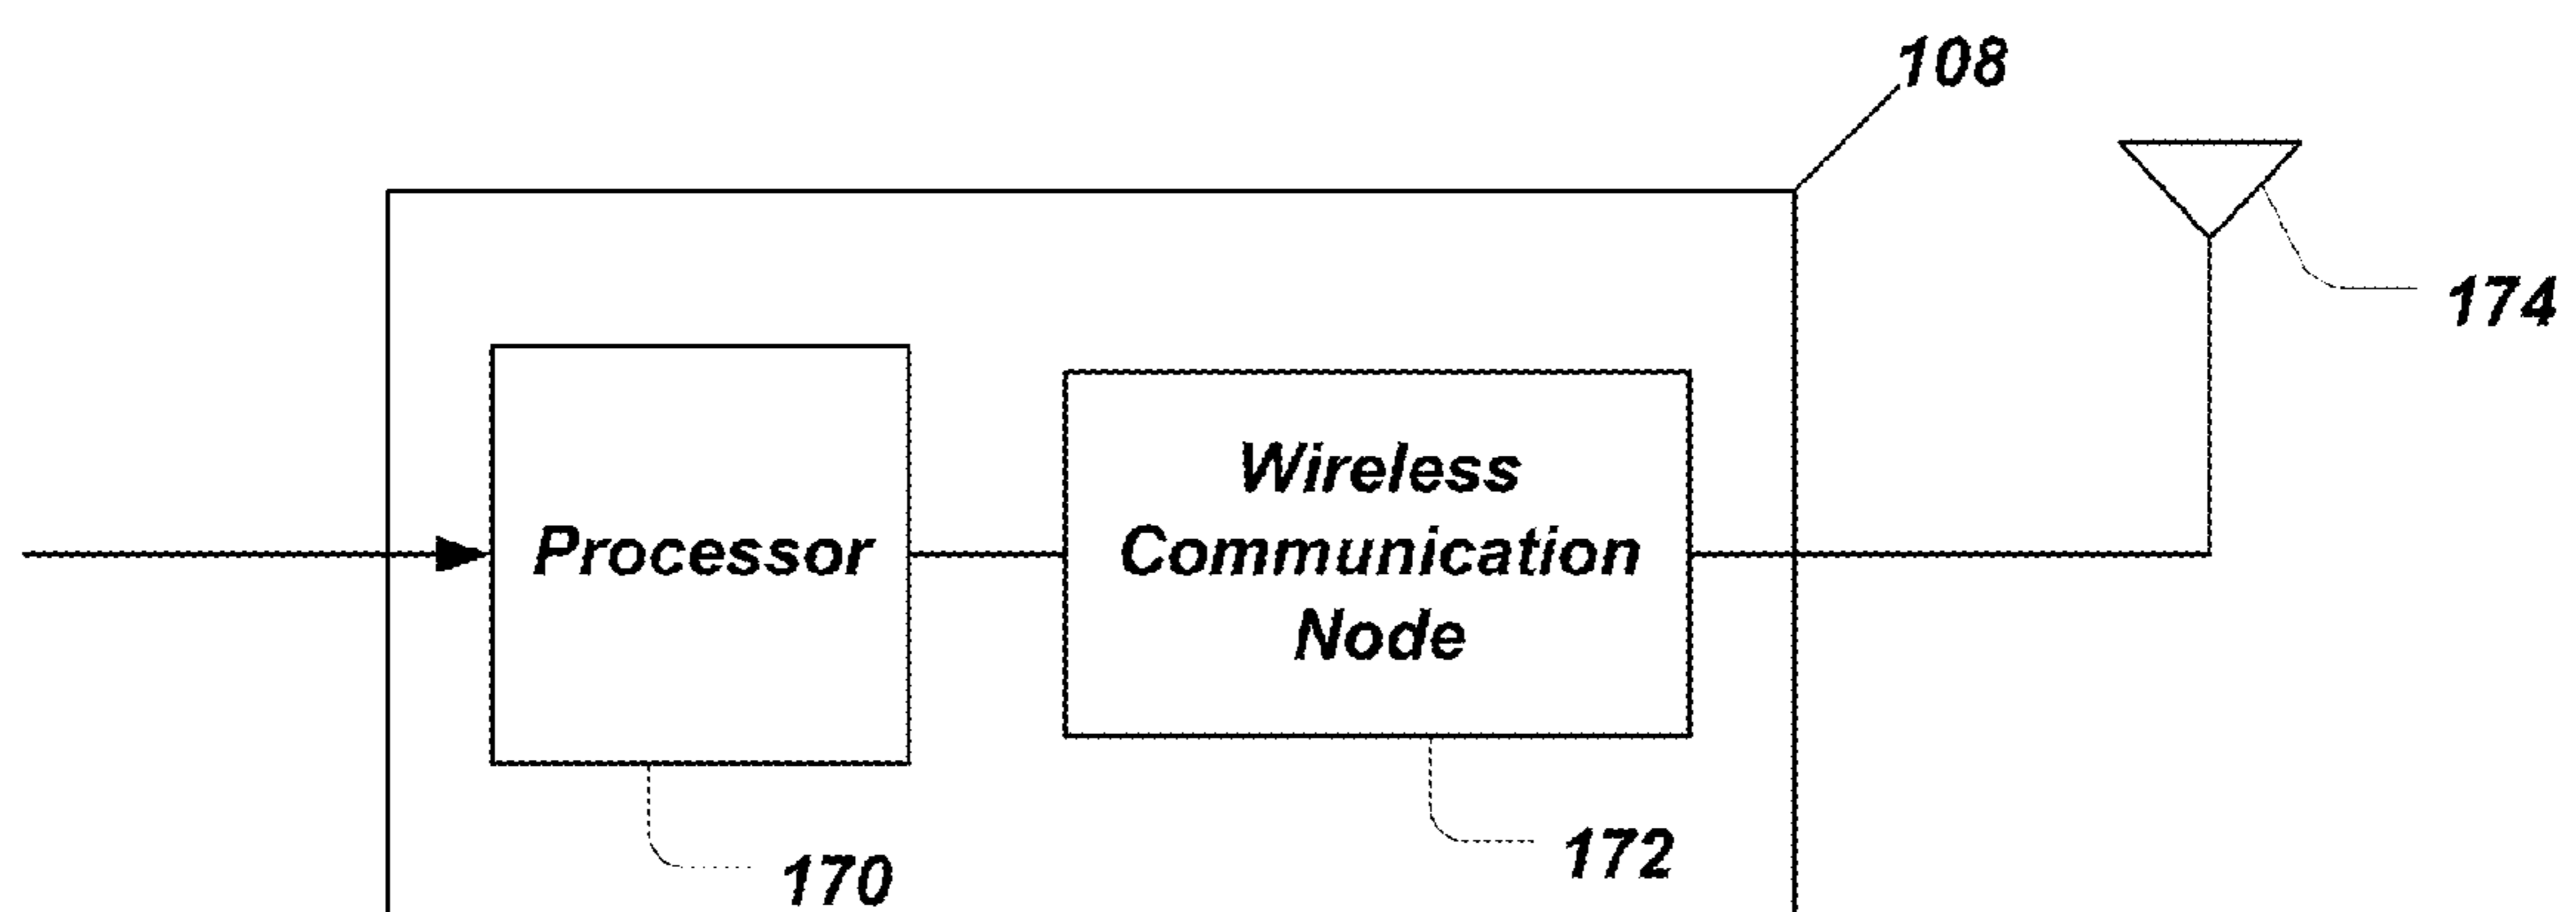 108
174
Processor
Wireless
Communication
Node
172
170